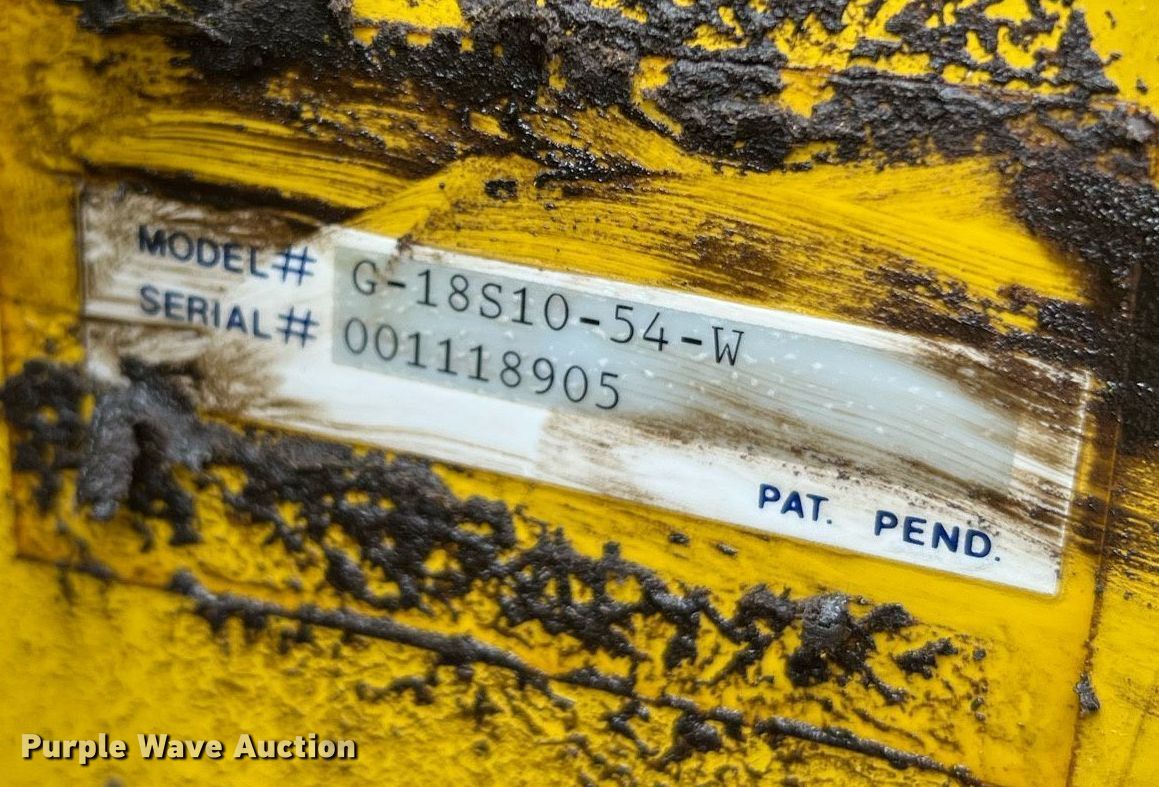 MODEL# G-18S10-54-W
SERIAL# 001118905
PAT. PEND.
Purple Wave Auction